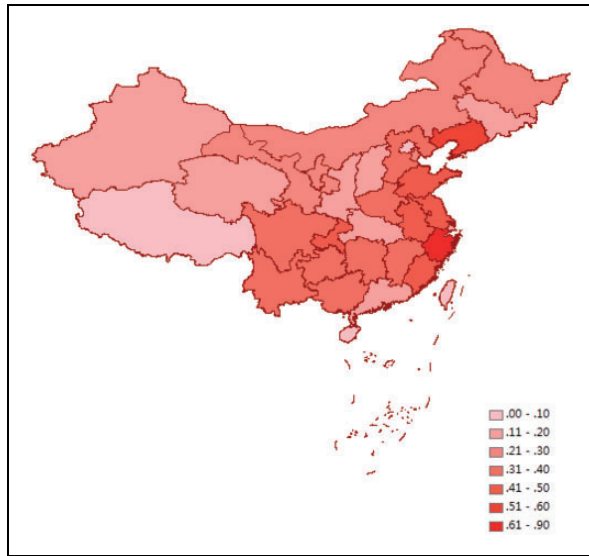 .00 - .10
.11 - .20
.21 - .30
.31 - .40
.41 - .50
.51 - .60
.61 - .90